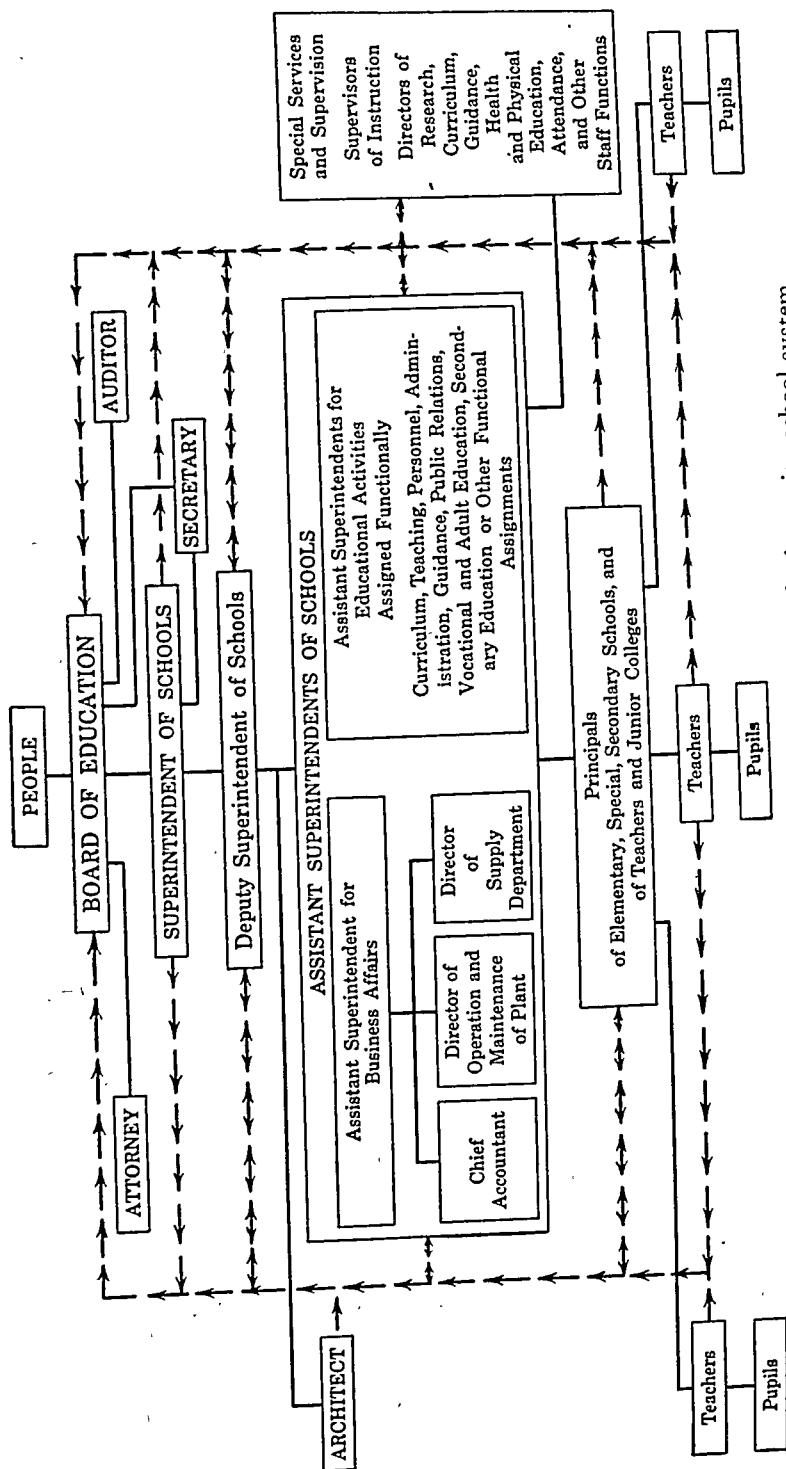 PEOPLE
BOARD OF EDUCATION
ATTORNEY
AUDITOR
SUPERINTENDENT OF SCHOOLS
SECRETARY
Deputy Superintendent of Schools
ARCHITECT
ASSISTANT SUPERINTENDENTS OF SCHOOLS
Assistant Superintendent for
Business Affairs
Chief
Accountant
Director of
Operation and
Maintenance
of Plant
Director
of
Supply
Department
Assistant Superintendents for
Educational Activities
Assigned Functionally
Curriculum, Teaching, Personnel, Admin-
istration, Guidance, Public Relations,
Vocational and Adult Education, Second-
ary Education or Other Functional
Assignments
Special Services
and Supervision
Supervisors
of Instruction
Directors of
Research,
Curriculum,
Guidance,
Health
and Physical
Education,
Attendance,
and Other
Staff Functions
Principals
of Elementary, Special, Secondary Schools, and
of Teachers and Junior Colleges
Teachers
Pupils
Teachers
Pupils
Teachers
Pupils
school system